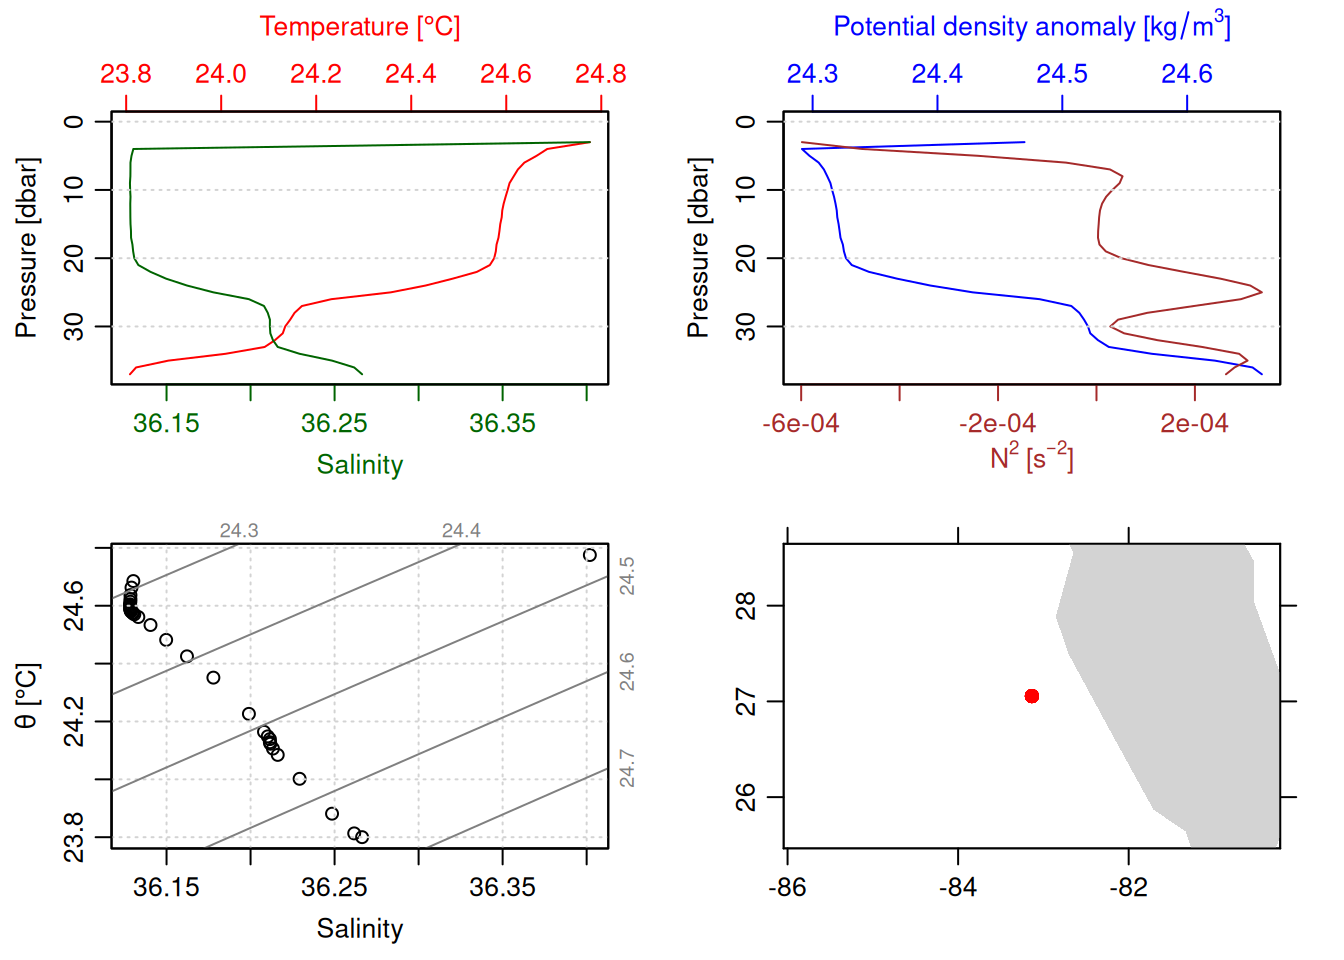 Temperature [°C]
23.8 24.0 24.2 24.4 24.6 24.8
Pressure [dbar]
0
10
20
30
36.15 36.25 36.35
Salinity
Potential density anomaly [kg/m³]
24.3 24.4 24.5 24.6
Pressure [dbar]
0
10
20
30
-6e-04 -2e-04 2e-04
N² [s⁻²]
24.3 24.4
24.5
24.6
24.7
θ [°C]
24.6
24.2
23.8
36.15 36.25 36.35
Salinity
28
27
26
-86 -84 -82